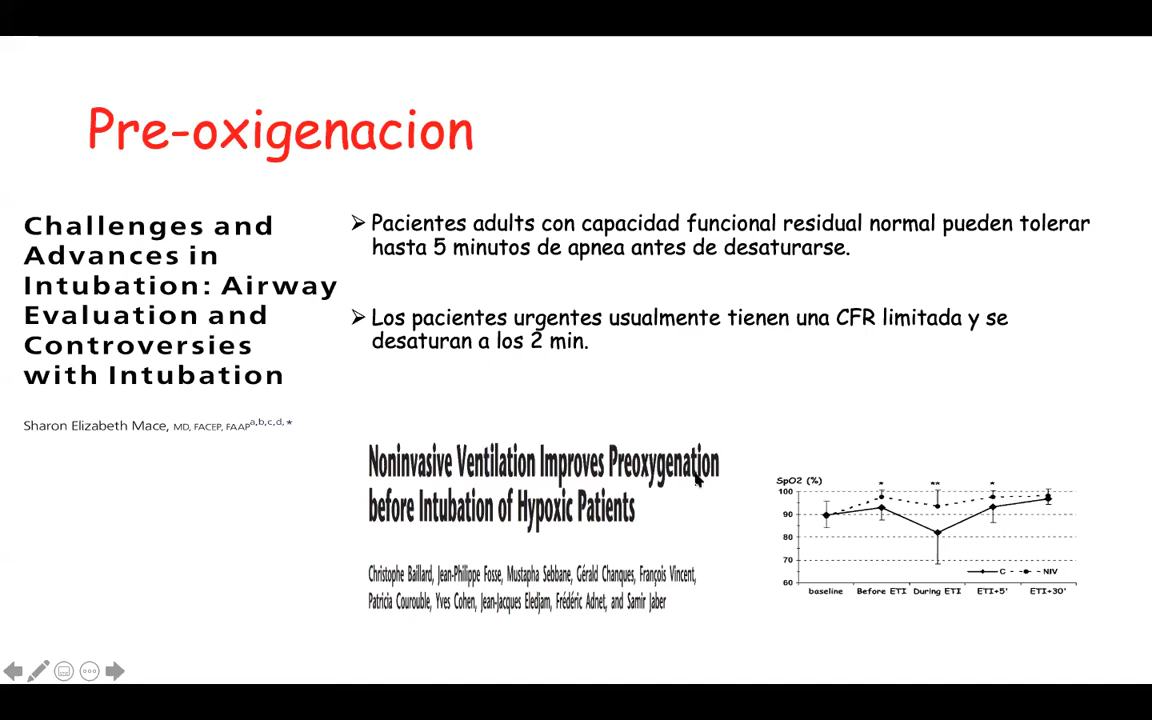 Pre-oxigenacion
Challenges and
Advances in
Intubation: Airway
Evaluation and
Controversies
with Intubation
Sharon Elizabeth Mace, MD, FACEP, FAAP a,b,c,d,*
Pacientes adults con capacidad funcional residual normal pueden tolerar
hasta 5 minutos de apnea antes de desaturarse.
Los pacientes urgentes usualmente tienen una CFR limitada y se
desaturan a los 2 min.
Noninvasive Ventilation Improves Preoxygenation
before Intubation of Hypoxic Patients
Christophe Baillard, Jean-Philippe Fosse, Mustapha Sebbane, Gérald Chanques, François Vincent,
Patricia Courouble, Yves Cohen, Jean-Jacques Eledjam, Frédéric Adnet, and Samir Jaber
SpO2 (%)
* ** *
100
90
80
70
60
C NIV
baseline Before ETI During ETI ETI+5' ETI+30'